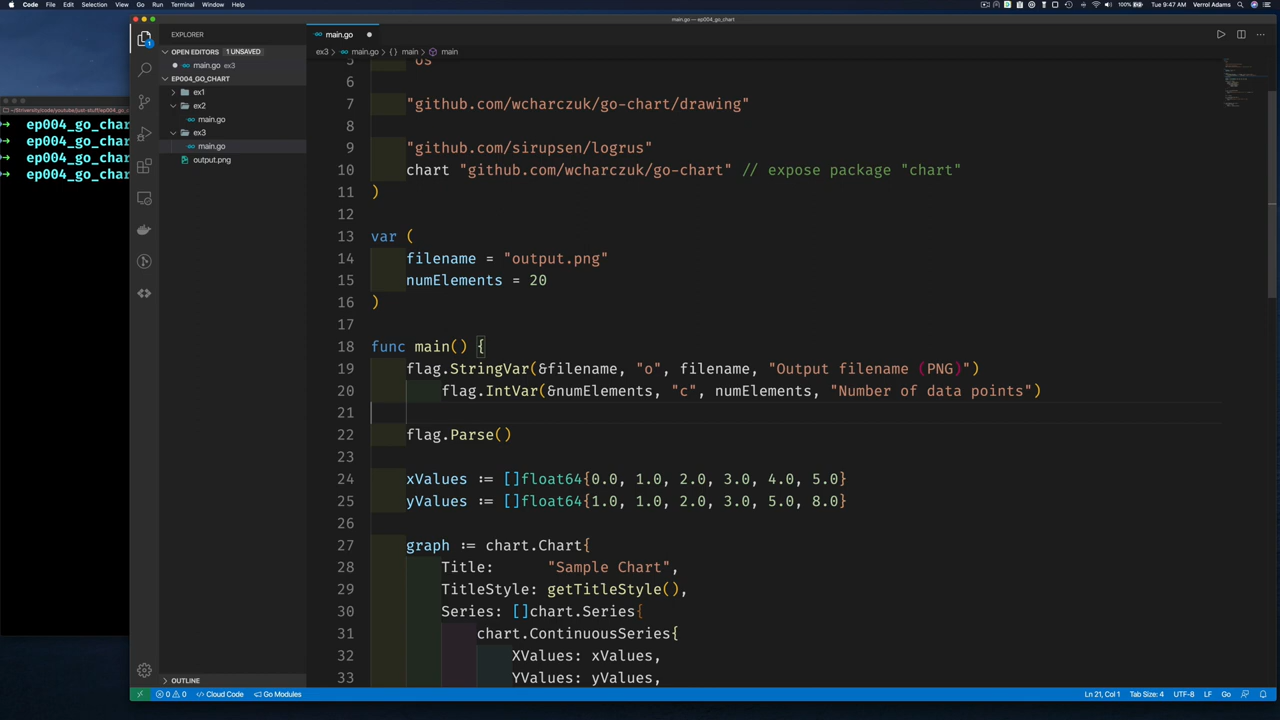 Code File Edit Selection View Go Run Terminal Window Help
100% Tue 9:47 AM Verrol Adams
main.go — ep004_go_chart
EXPLORER
main.go
OPEN EDITORS 1 UNSAVED
ex3 > main.go > {} main > main
main.go ex3
EP004_GO_CHART
ex1
ex2
main.go
ex3
main.go
output.png
ep004_go_char
ep004_go_char
ep004_go_char
ep004_go_char
5 "os"
6
7 "github.com/wcharczuk/go-chart/drawing"
8
9 "github.com/sirupsen/logrus"
10 chart "github.com/wcharczuk/go-chart" // expose package "chart"
11 )
12
13 var (
14 filename = "output.png"
15 numElements = 20
16 )
17
18 func main() {
19 flag.StringVar(&filename, "o", filename, "Output filename (PNG)")
20 flag.IntVar(&numElements, "c", numElements, "Number of data points")
21
22 flag.Parse()
23
24 xValues := []float64{0.0, 1.0, 2.0, 3.0, 4.0, 5.0}
25 yValues := []float64{1.0, 1.0, 2.0, 3.0, 5.0, 8.0}
26
27 graph := chart.Chart{
28 Title: "Sample Chart",
29 TitleStyle: getTitleStyle(),
30 Series: []chart.Series{
31 chart.ContinuousSeries{
32 XValues: xValues,
33 YValues: yValues,
OUTLINE
0 0 Cloud Code Go Modules
Ln 21, Col 1 Tab Size: 4 UTF-8 LF Go